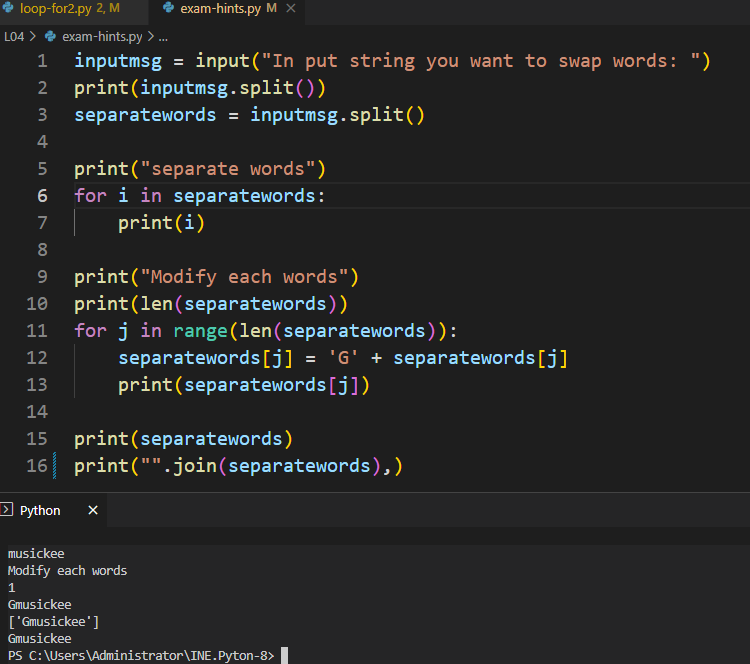 loop-for2.py 2, M exam-hints.py M ×
L04 > exam-hints.py > ...
1 inputmsg = input("In put string you want to swap words: ")
2 print(inputmsg.split())
3 separatewords = inputmsg.split()
4
5 print("separate words")
6 for i in separatewords:
7     print(i)
8
9 print("Modify each words")
10 print(len(separatewords))
11 for j in range(len(separatewords)):
12     separatewords[j] = 'G' + separatewords[j]
13     print(separatewords[j])
14
15 print(separatewords)
16 print("".join(separatewords),)
Python ×
musickee
Modify each words
1
Gmusickee
['Gmusickee']
Gmusickee
PS C:\Users\Administrator\INE.Pyton-8>